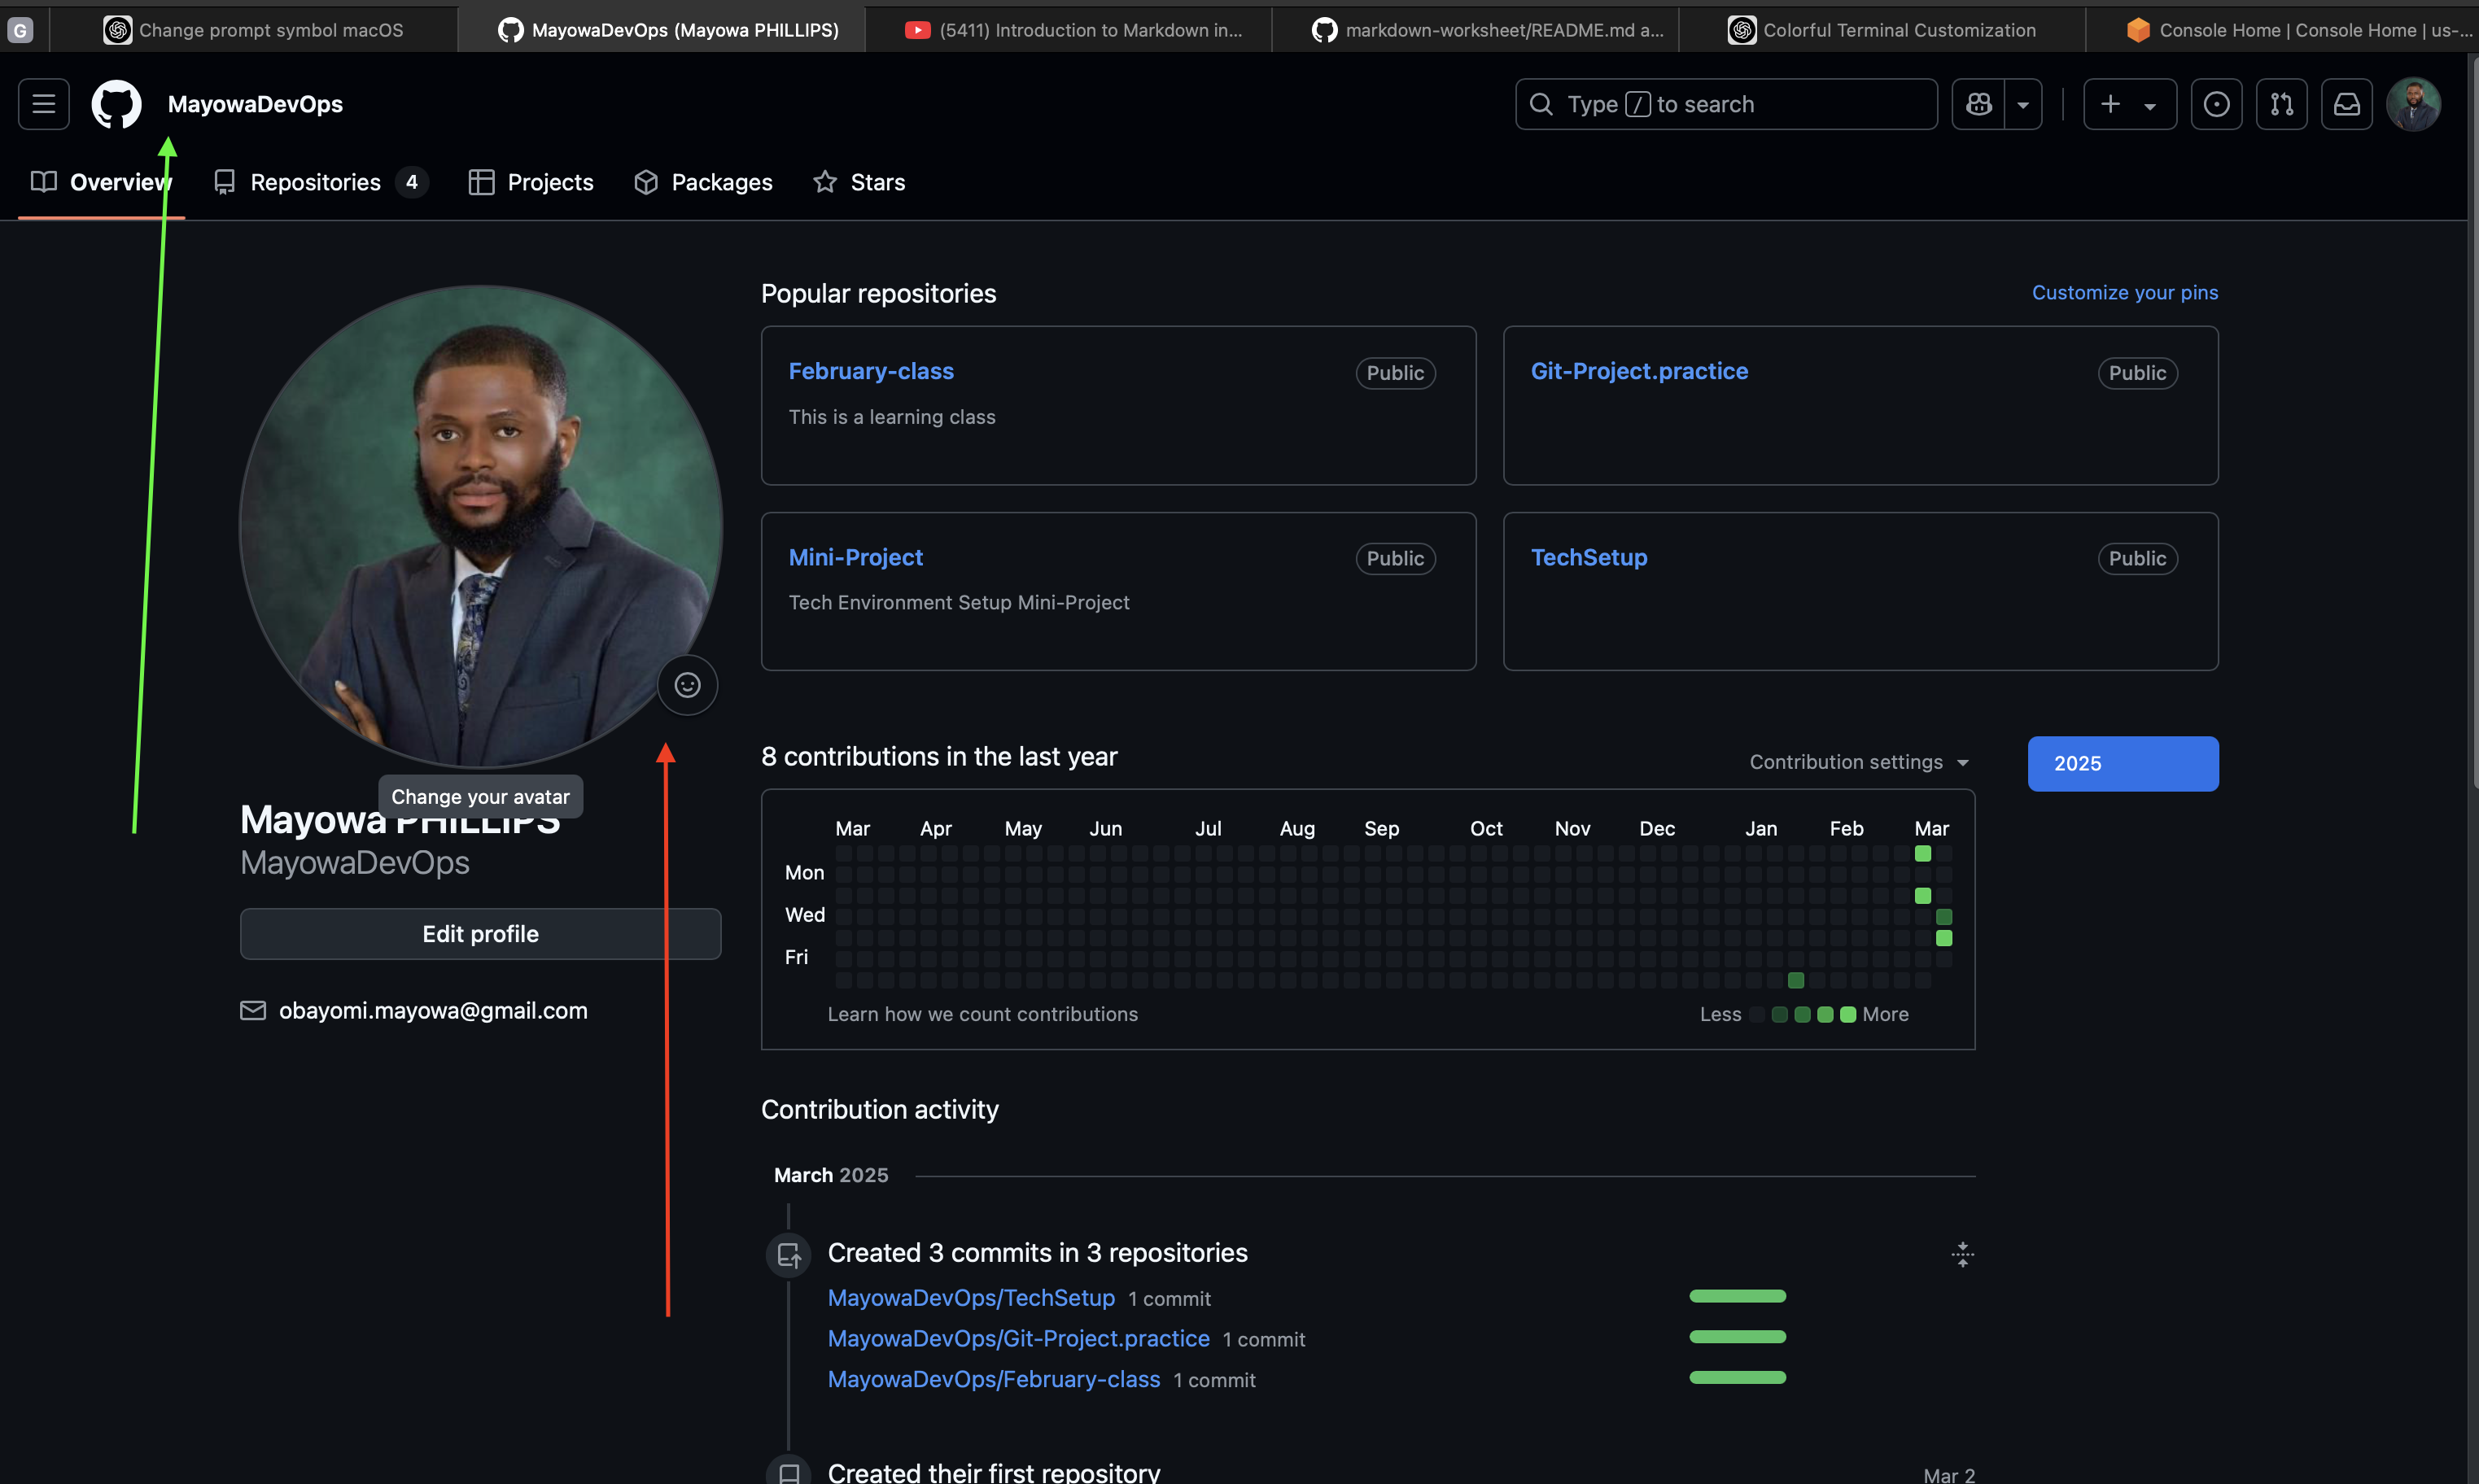 G
Change prompt symbol macOS
MayowaDevOps (Mayowa PHILLIPS)
(5411) Introduction to Markdown in...
markdown-worksheet/README.md a...
Colorful Terminal Customization
Console Home | Console Home | us-...
MayowaDevOps
Type / to search
Overview
Repositories 4
Projects
Packages
Stars
Popular repositories
Customize your pins
February-class
Public
This is a learning class
Git-Project.practice
Public
Mini-Project
Public
Tech Environment Setup Mini-Project
TechSetup
Public
Change your avatar
Mayowa PHILLIPS
MayowaDevOps
Edit profile
obayomi.mayowa@gmail.com
8 contributions in the last year
Contribution settings
2025
Mar Apr May Jun Jul Aug Sep Oct Nov Dec Jan Feb Mar
Mon
Wed
Fri
Learn how we count contributions
Less More
Contribution activity
March 2025
Created 3 commits in 3 repositories
MayowaDevOps/TechSetup 1 commit
MayowaDevOps/Git-Project.practice 1 commit
MayowaDevOps/February-class 1 commit
Created their first repository
Mar 2